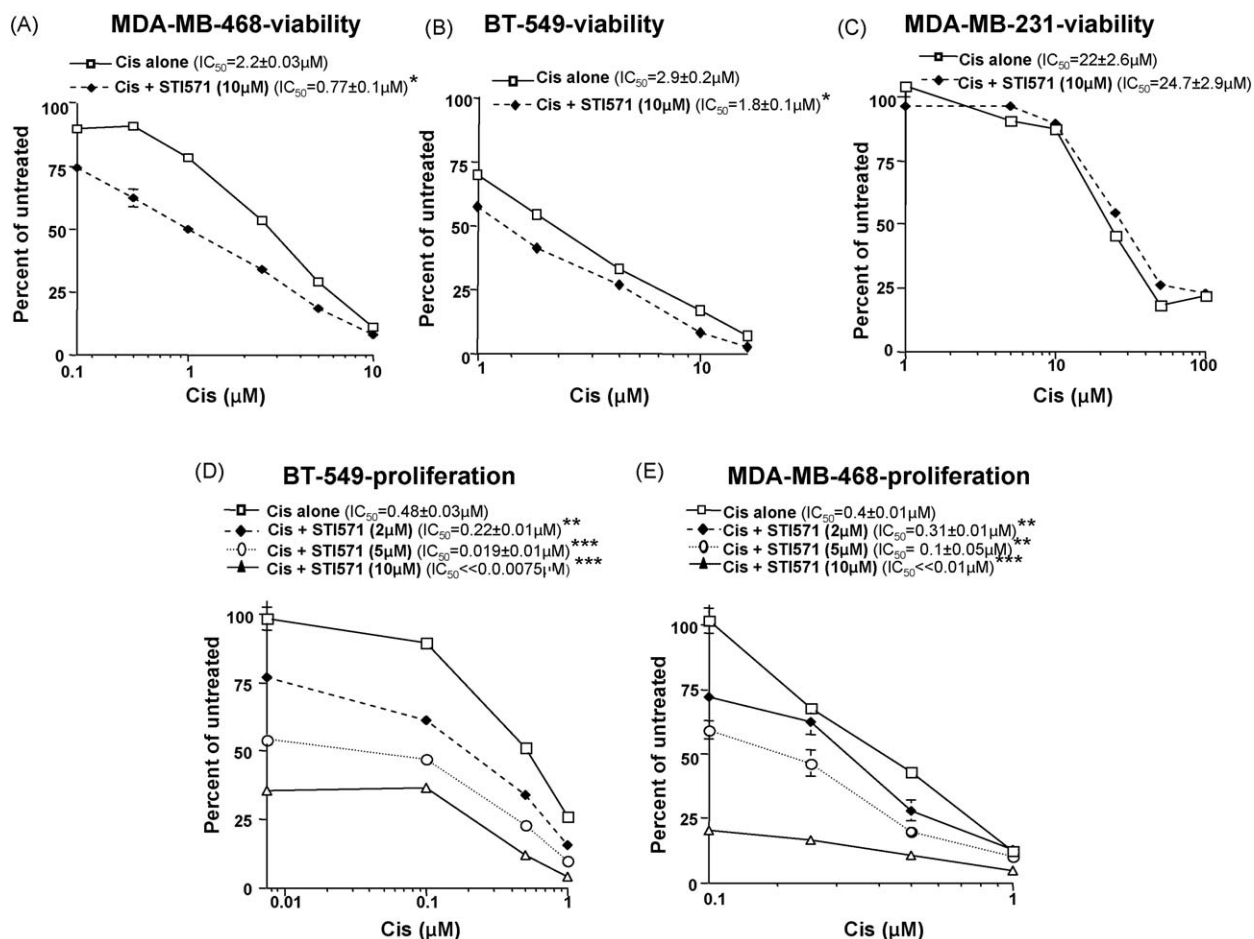 (A) MDA-MB-468-viability
Cis alone (IC50=2.2±0.03µM)
Cis + STI571 (10µM) (IC50=0.77±0.1µM)*
Percent of untreated
75
50
25
0
0.1 1 10
Cis (µM)
(B) BT-549-viability
Cis alone (IC50=2.9±0.2µM)
Cis + STI571 (10µM) (IC50=1.8±0.1µM)*
Percent of untreated
100
75
50
25
0
1 10
Cis (µM)
(C) MDA-MB-231-viability
Cis alone (IC50=22±2.6µM)
Cis + STI571 (10µM) (IC50=24.7±2.9µM)
Percent of untreated
100
75
50
25
0
1 10 100
Cis (µM)
(D) BT-549-proliferation
Cis alone (IC50=0.48±0.03µM)
Cis + STI571 (2µM) (IC50=0.22±0.01µM)**
Cis + STI571 (5µM) (IC50=0.019±0.01µM)***
Cis + STI571 (10µM) (IC50<<0.0.0075µM) ***
Percent of untreated
100
75
50
25
0
0.01 0.1 1
Cis (µM)
(E) MDA-MB-468-proliferation
Cis alone (IC50=0.4±0.01µM)
Cis + STI571 (2µM) (IC50=0.31±0.01µM)**
Cis + STI571 (5µM) (IC50= 0.1±0.05µM)**
Cis + STI571 (10µM) (IC50<<0.01µM)***
Percent of untreated
100
75
50
25
0
0.1 1
Cis (µM)